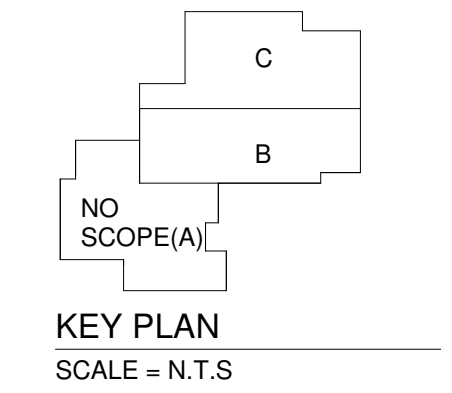 C
B
NO
SCOPE(A)
KEY PLAN
SCALE = N.T.S